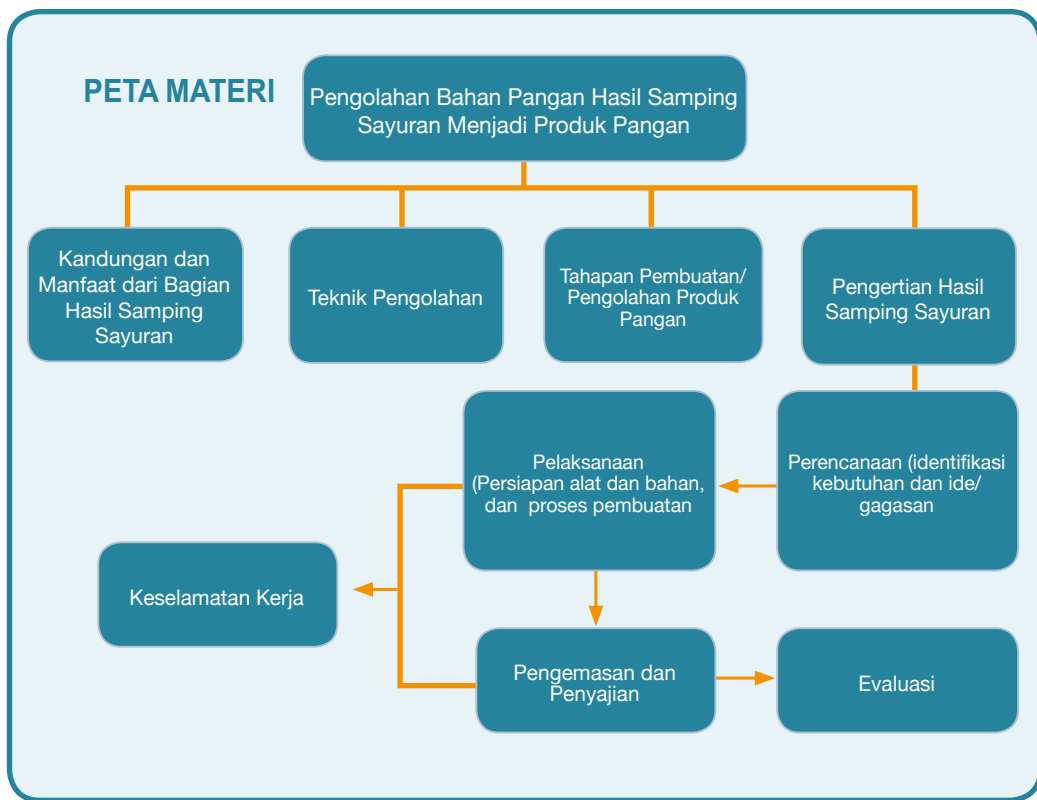 PETA MATERI
Pengolahan Bahan Pangan Hasil Samping
Sayuran Menjadi Produk Pangan
Kandungan dan
Manfaat dari Bagian
Hasil Samping
Sayuran
Teknik Pengolahan
Tahapan Pembuatan/
Pengolahan Produk
Pangan
Pengertian Hasil
Samping Sayuran
Pelaksanaan
(Persiapan alat dan bahan,
dan proses pembuatan
Perencanaan (identifikasi
kebutuhan dan ide/
gagasan
Keselamatan Kerja
Pengemasan dan
Penyajian
Evaluasi